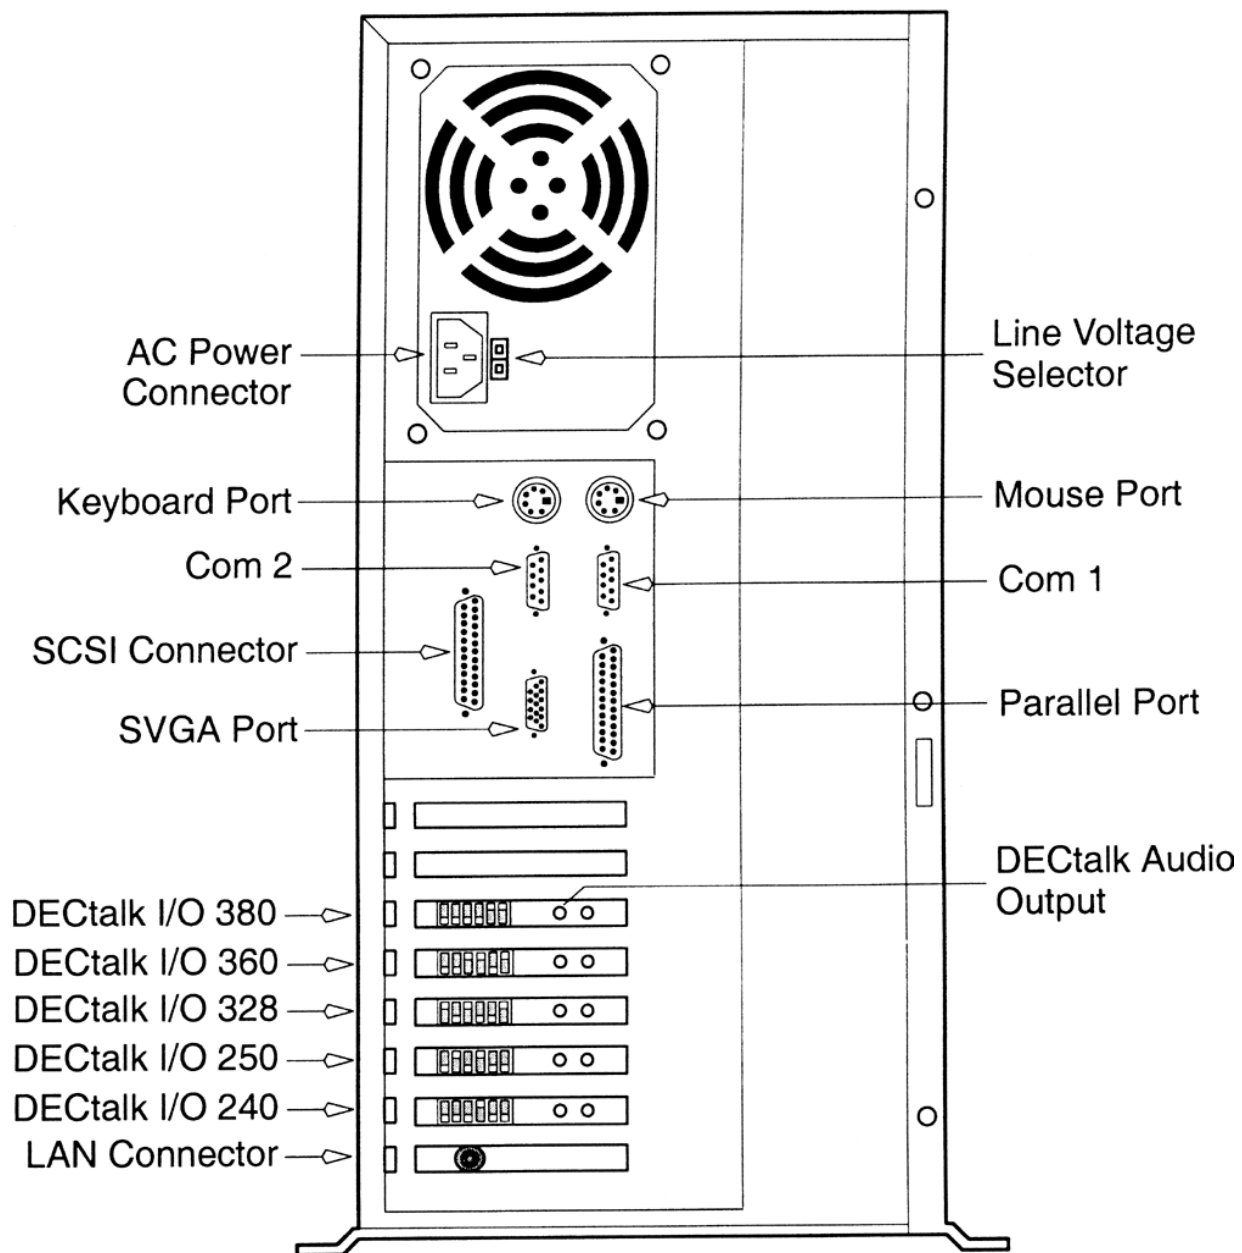 AC Power
Connector
Line Voltage
Selector
Keyboard Port
Mouse Port
Com 2
Com 1
SCSI Connector
Parallel Port
SVGA Port
DECtalk Audio
Output
DECtalk I/O 380
DECtalk I/O 360
DECtalk I/O 328
DECtalk I/O 250
DECtalk I/O 240
LAN Connector